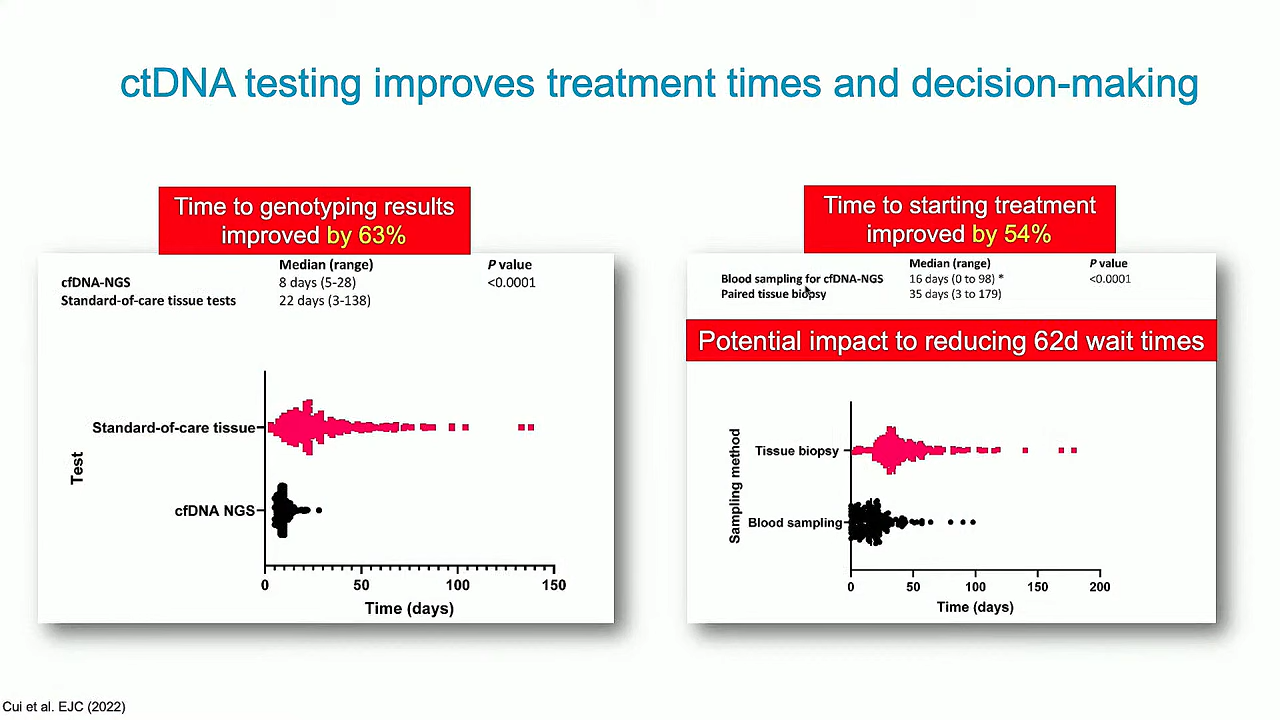 ctDNA testing improves treatment times and decision-making
Time to genotyping results
improved by 63%
Median (range) P value
cfDNA-NGS 8 days (5-28) <0.0001
Standard-of-care tissue tests 22 days (3-138)
Test
Standard-of-care tissue
cfDNA NGS
0 50 100 150
Time (days)
Time to starting treatment
improved by 54%
Median (range) P value
Blood sampling for cfDNA-NGS 16 days (0 to 98) * <0.0001
Paired tissue biopsy 35 days (3 to 179)
Potential impact to reducing 62d wait times
Sampling method
Tissue biopsy
Blood sampling
0 50 100 150 200
Time (days)
Cui et al. EJC (2022)